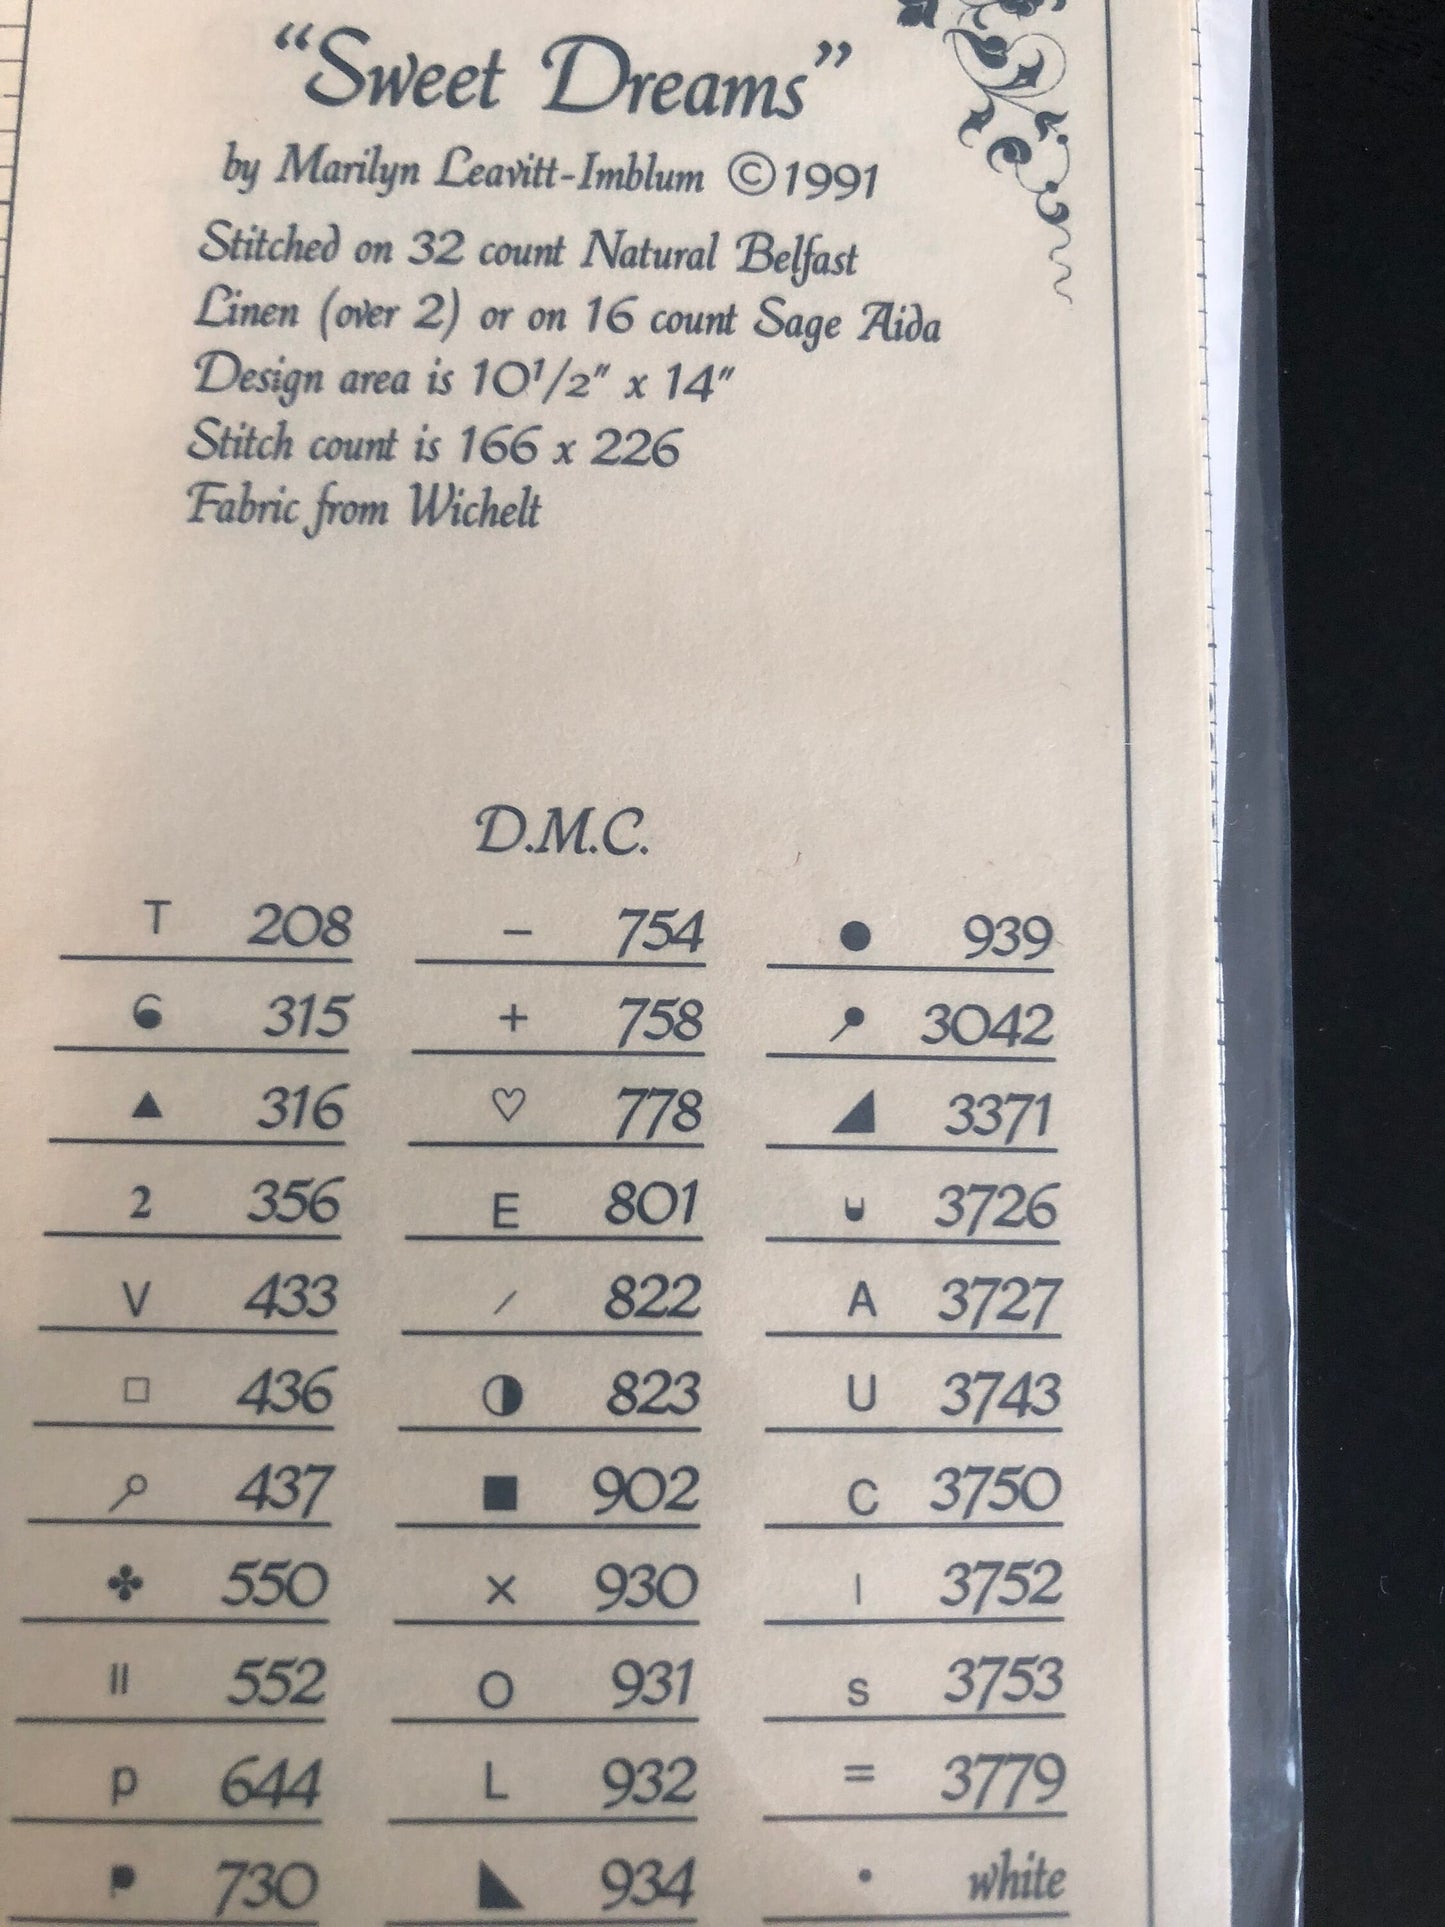 “Sweet Dreams”
by Marilyn Leavitt-Imblum ©1991
Stitched on 32 count Natural Belfast
Linen (over 2) or on 16 count Sage Aida
Design area is 10¹/2" x 14"
Stitch count is 166 x 226
Fabric from Wichelt
D.M.C.
T 208 − 754 ● 939
315 + 758 3042
▲ 316 ♡ 778 ◢ 3371
2 356 E 801 3726
V 433 / 822 A 3727
□ 436 ◑ 823 U 3743
437 ■ 902 C 3750
✤ 550 × 930 | 3752
|| 552 O 931 s 3753
p 644 L 932 = 3779
730 ◣ 934 • white